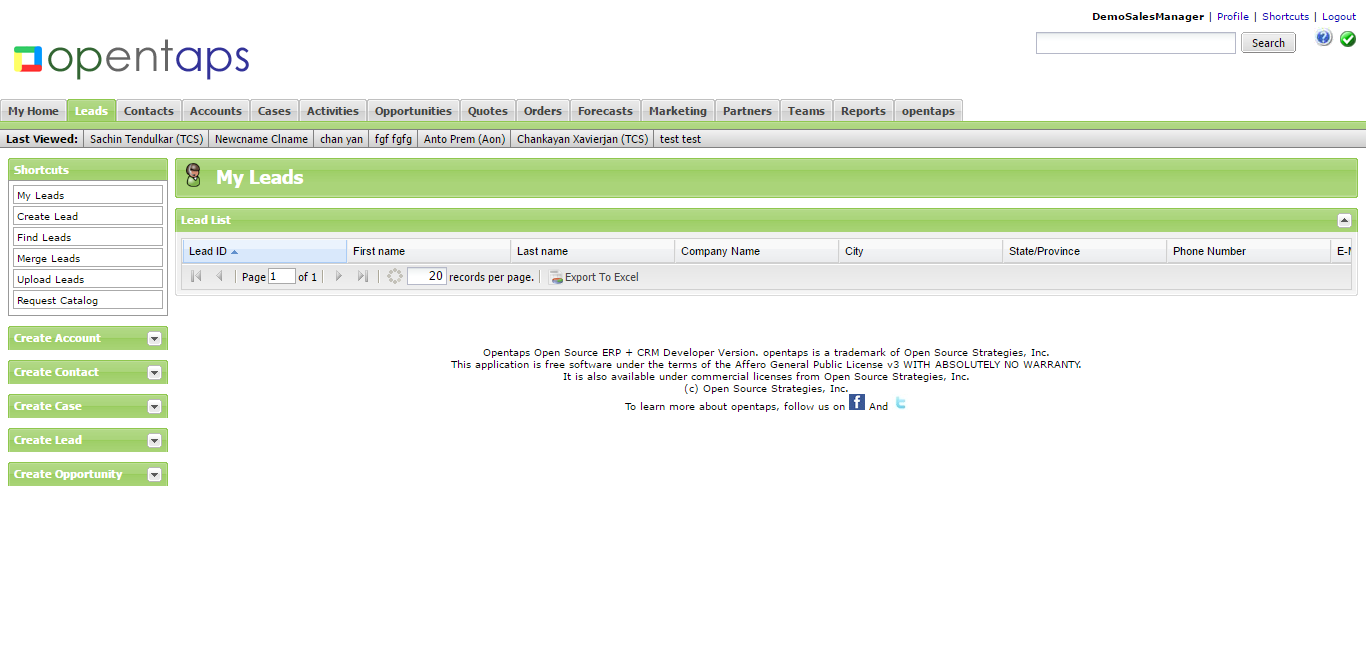 DemoSalesManager | Profile | Shortcuts | Logout
opentaps
Search
My Home Leads Contacts Accounts Cases Activities Opportunities Quotes Orders Forecasts Marketing Partners Teams Reports opentaps
Last Viewed: Sachin Tendulkar (TCS) Newcname Clname chan yan fgf fgfg Anto Prem (Aon) Chankayan Xavierjan (TCS) test test
Shortcuts
My Leads
Create Lead
Find Leads
Merge Leads
Upload Leads
Request Catalog
Create Account
Create Contact
Create Case
Create Lead
Create Opportunity
My Leads
Lead List
Lead ID First name Last name Company Name City State/Province Phone Number
Page 1 of 1 20 records per page. Export To Excel
Opentaps Open Source ERP + CRM Developer Version. opentaps is a trademark of Open Source Strategies, Inc.
This application is free software under the terms of the Affero General Public License v3 WITH ABSOLUTELY NO WARRANTY.
It is also available under commercial licenses from Open Source Strategies, Inc.
(c) Open Source Strategies, Inc.
To learn more about opentaps, follow us on f And t